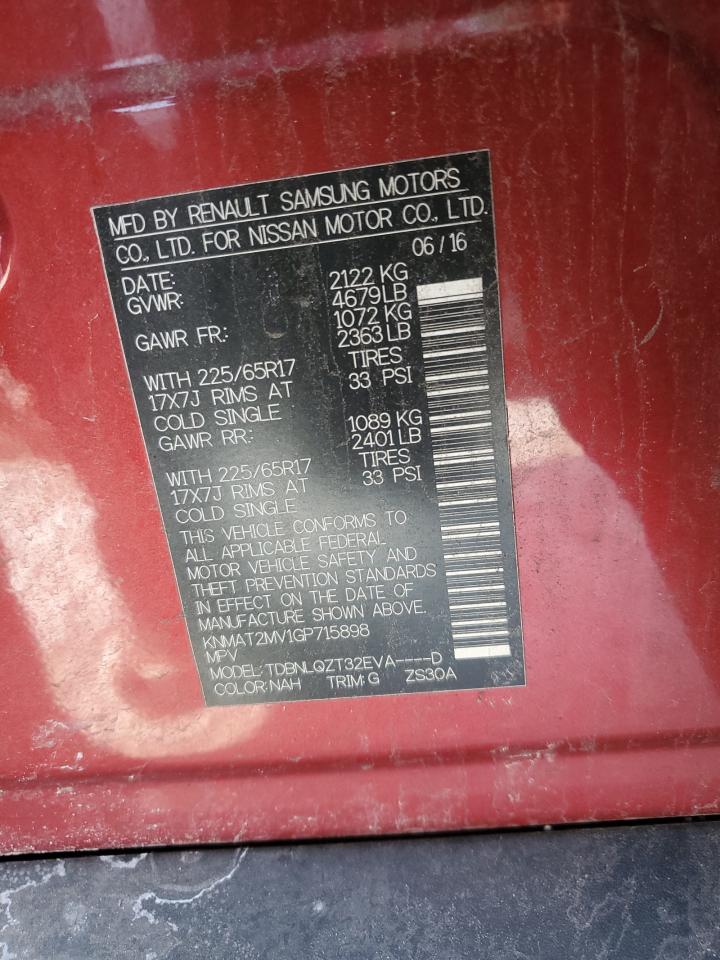 MFD BY RENAULT SAMSUNG MOTORS
CO., LTD. FOR NISSAN MOTOR CO., LTD.
DATE: 06/16
GVWR: 2122 KG
4679LB
GAWR FR: 1072 KG
2363LB
WITH 225/65R17 TIRES
17X7J RIMS AT 33 PSI
COLD SINGLE
GAWR RR: 1089 KG
2401LB
WITH 225/65R17 TIRES
17X7J RIMS AT 33 PSI
COLD SINGLE
THIS VEHICLE CONFORMS TO
ALL APPLICABLE FEDERAL
MOTOR VEHICLE SAFETY AND
THEFT PREVENTION STANDARDS
IN EFFECT ON THE DATE OF
MANUFACTURE SHOWN ABOVE.
KNMAT2MV1GP715898
MPV
MODEL:TDBNLQZT32EVA----D
COLOR:NAH TRIM:G ZS30A